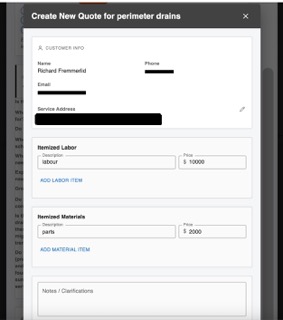 Create New Quote for perimeter drains
CUSTOMER INFO
Name
Phone
Richard Fremmerlid
Email
Service Address
Itemized Labor
Description
Price
labour
$ 10000
ADD LABOR ITEM
Itemized Materials
Description
Price
parts
$ 2000
ADD MATERIAL ITEM
Notes / Clarifications